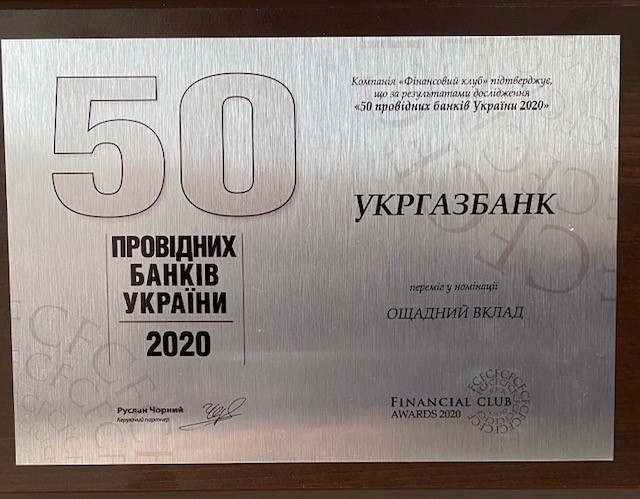 50
ПРОВІДНИХ
БАНКІВ
УКРАЇНИ
2020
Руслан Чорний
Керуючий партнер
Компанія «Фінансовий клуб» підтверджує,
що за результатами дослідження
«50 провідних банків України 2020»
УКРГАЗБАНК
переміг у номінації
ОЩАДНИЙ ВКЛАД
FINANCIAL CLUB
AWARDS 2020